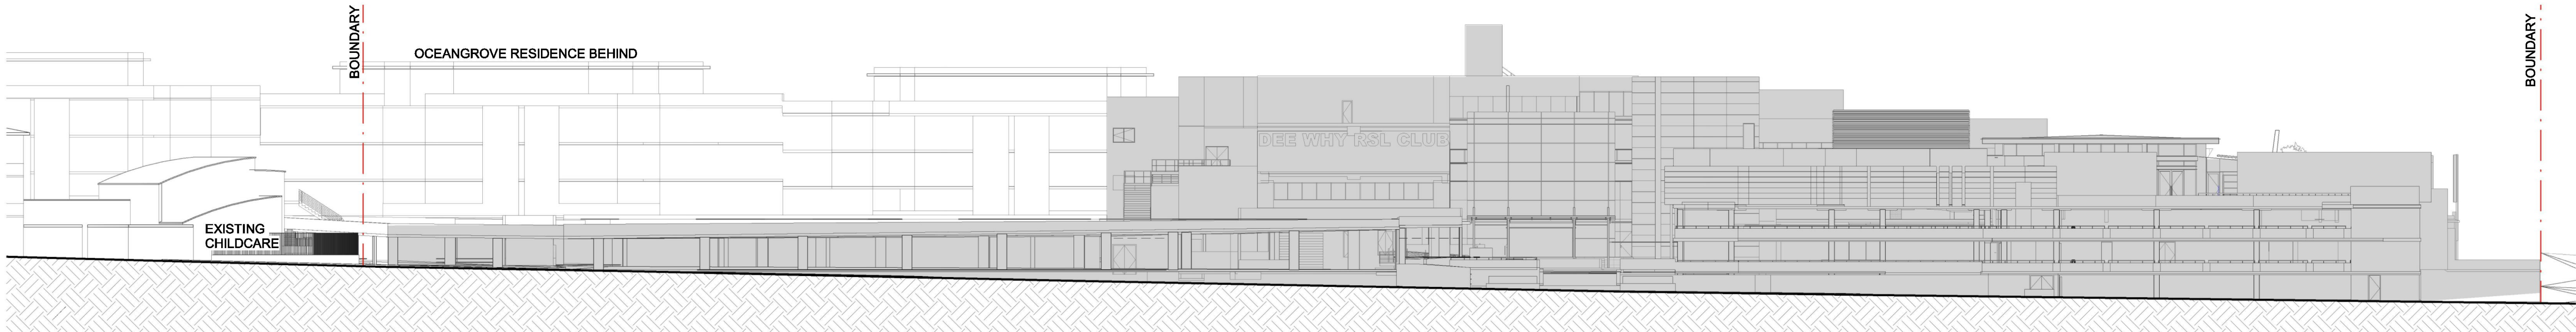 BOUNDARY
OCEANGROVE RESIDENCE BEHIND
EXISTING
CHILDCARE
DEE WHY RSL CLUB
BOUNDARY